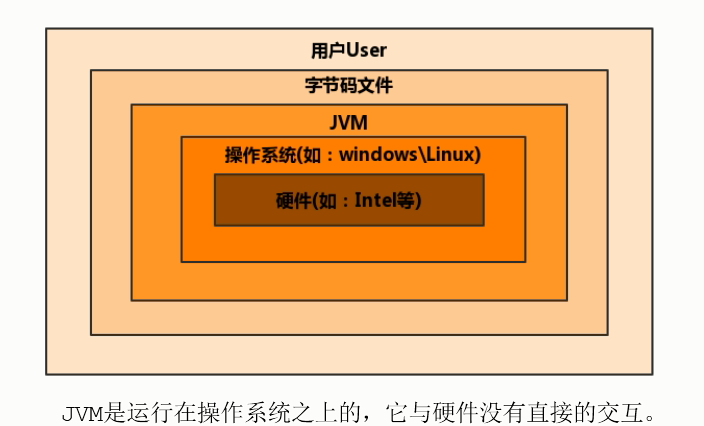 用户User
字节码文件
JVM
操作系统(如：windows\Linux)
硬件(如：Intel等)
JVM是运行在操作系统之上的，它与硬件没有直接的交互。